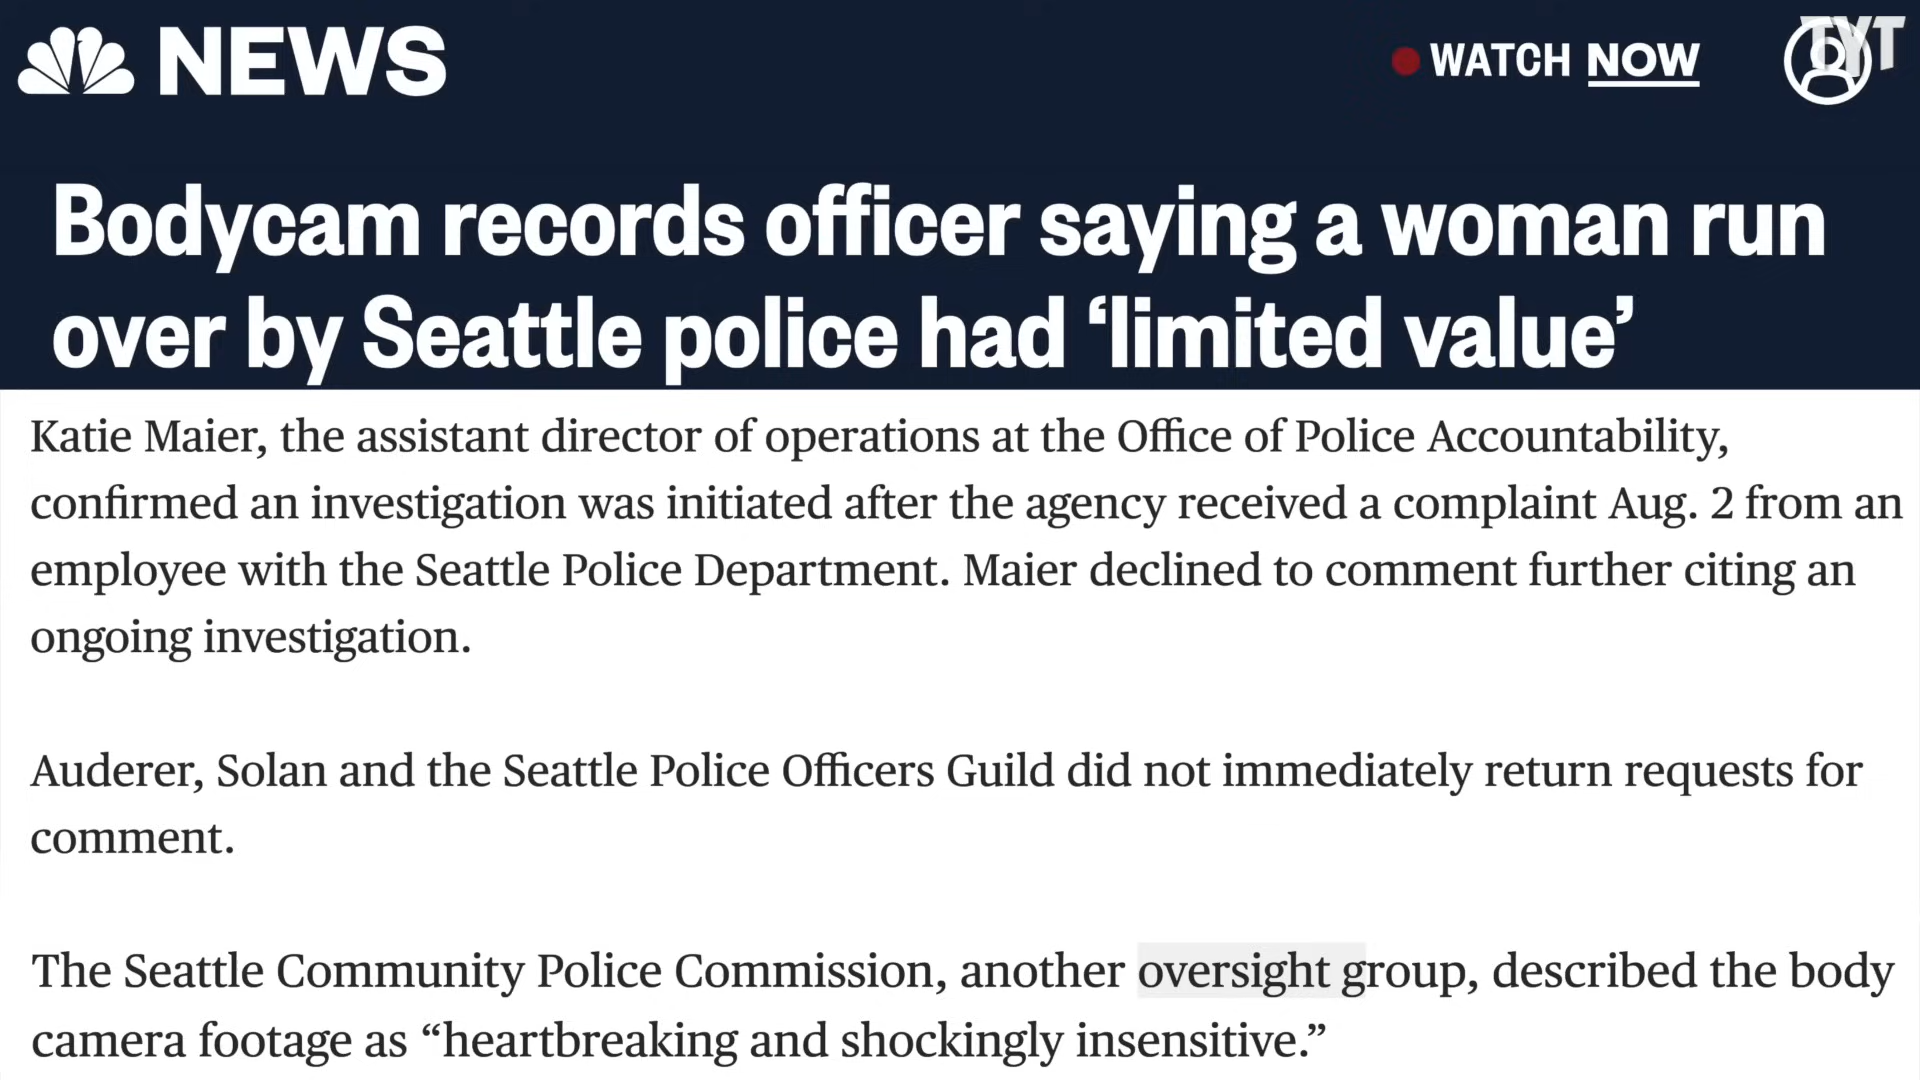 NEWS
WATCH NOW
TYT
Bodycam records officer saying a woman run
over by Seattle police had ‘limited value’
Katie Maier, the assistant director of operations at the Office of Police Accountability,
confirmed an investigation was initiated after the agency received a complaint Aug. 2 from an
employee with the Seattle Police Department. Maier declined to comment further citing an
ongoing investigation.
Auderer, Solan and the Seattle Police Officers Guild did not immediately return requests for
comment.
The Seattle Community Police Commission, another oversight group, described the body
camera footage as “heartbreaking and shockingly insensitive.”